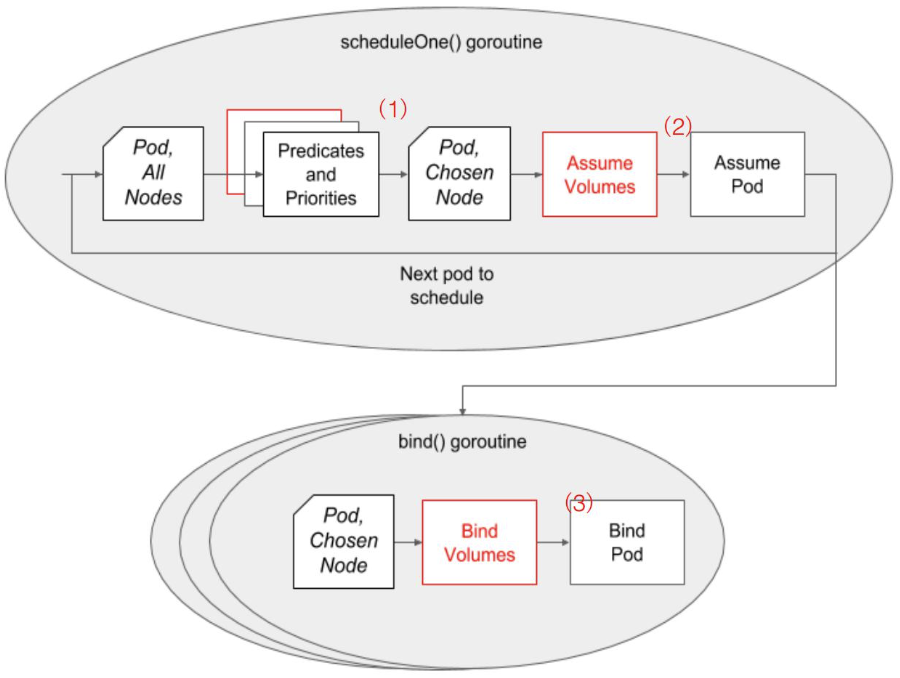 scheduleOne() goroutine
(1)
Pod,
All
Nodes
Predicates
and
Priorities
Pod,
Chosen
Node
Assume
Volumes
(2)
Assume
Pod
Next pod to
schedule
bind() goroutine
Pod,
Chosen
Node
Bind
Volumes
(3)
Bind
Pod